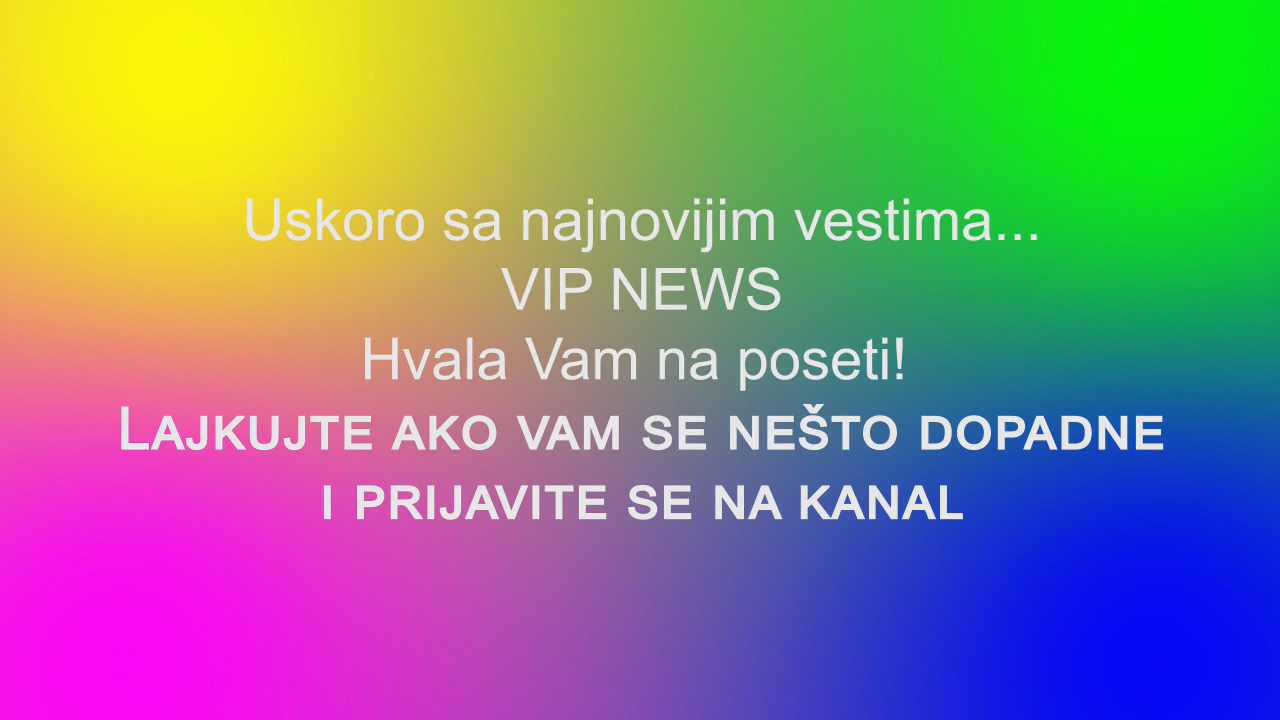 Uskoro sa najnovijim vestima...
VIP NEWS
Hvala Vam na poseti!
LAJKUJTE AKO VAM SE NEŠTO DOPADNE
I PRIJAVITE SE NA KANAL